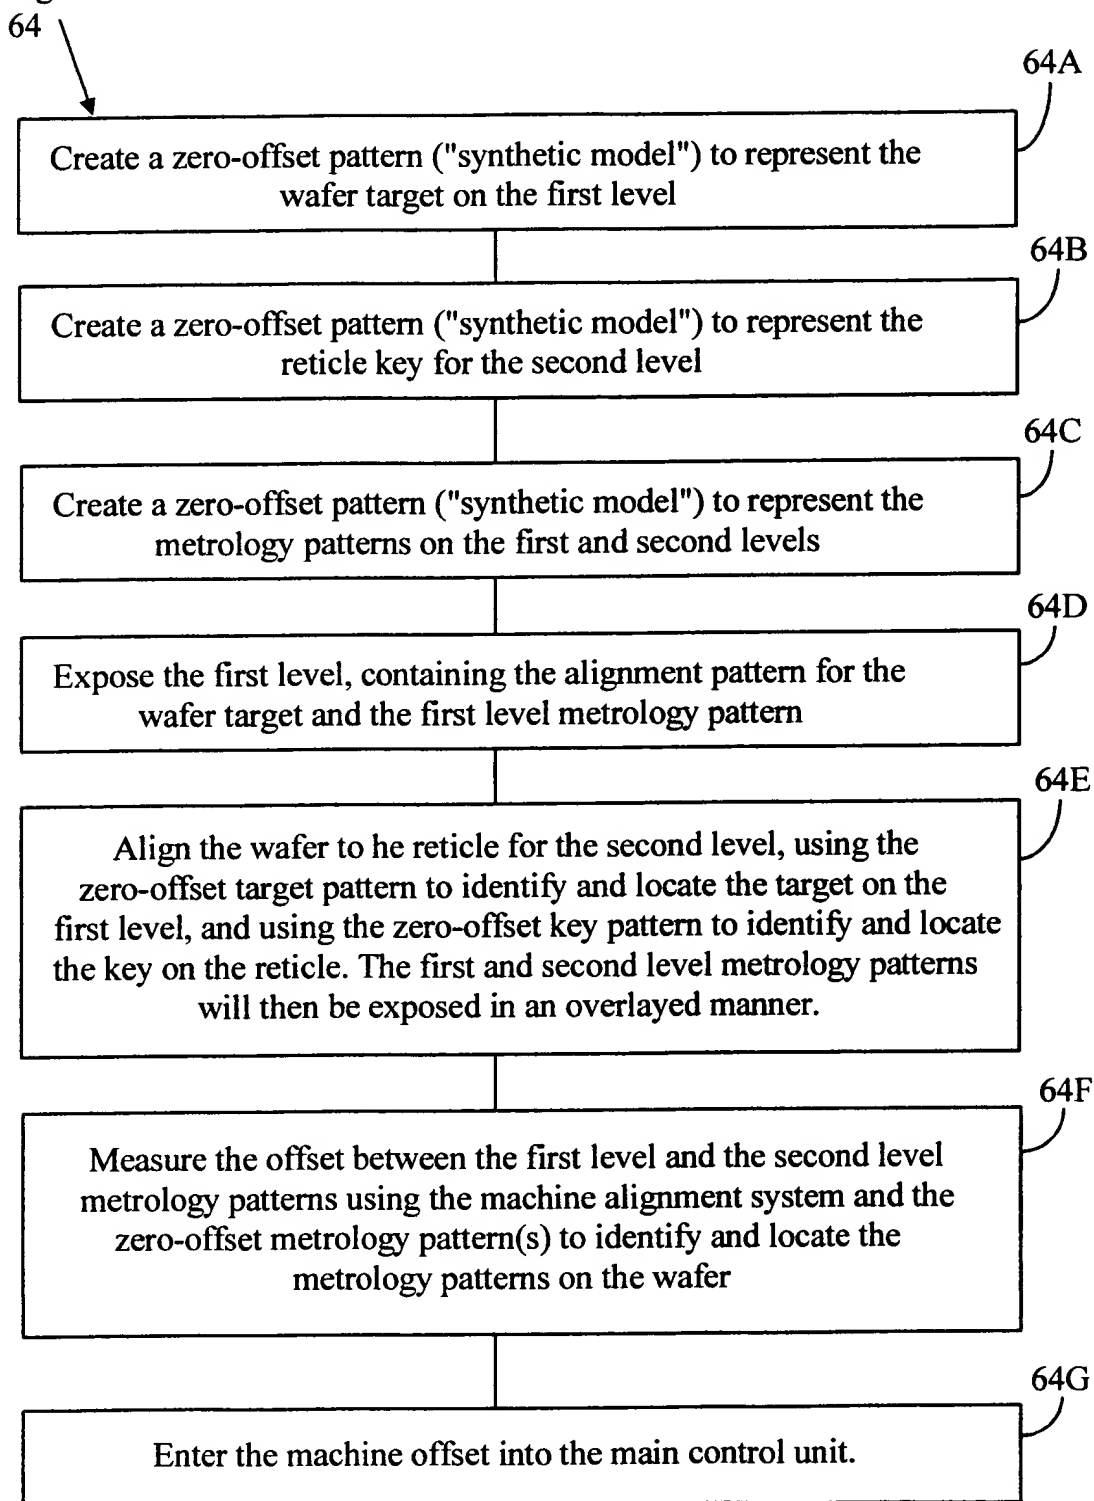 64
64A
Create a zero-offset pattern ("synthetic model") to represent the
wafer target on the first level
64B
Create a zero-offset pattern ("synthetic model") to represent the
reticle key for the second level
64C
Create a zero-offset pattern ("synthetic model") to represent the
metrology patterns on the first and second levels
64D
Expose the first level, containing the alignment pattern for the
wafer target and the first level metrology pattern
64E
Align the wafer to he reticle for the second level, using the
zero-offset target pattern to identify and locate the target on the
first level, and using the zero-offset key pattern to identify and locate
the key on the reticle. The first and second level metrology patterns
will then be exposed in an overlayed manner.
64F
Measure the offset between the first level and the second level
metrology patterns using the machine alignment system and the
zero-offset metrology pattern(s) to identify and locate the
metrology patterns on the wafer
64G
Enter the machine offset into the main control unit.